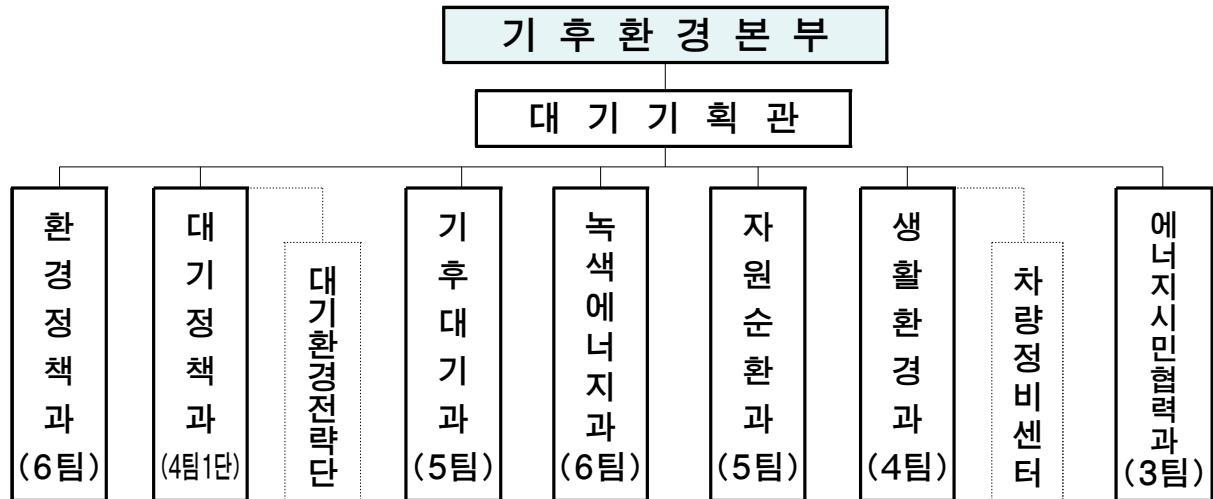 기 후 환 경 본 부
대 기 기 획 관
환경정책과
(6팀)
대기정책과
(4팀1단)
대기환경전략단
기후대기과
(5팀)
녹색에너지과
(6팀)
자원순환과
(5팀)
생활환경과
(4팀)
차량정비센터
에너지시민협력과
(3팀)